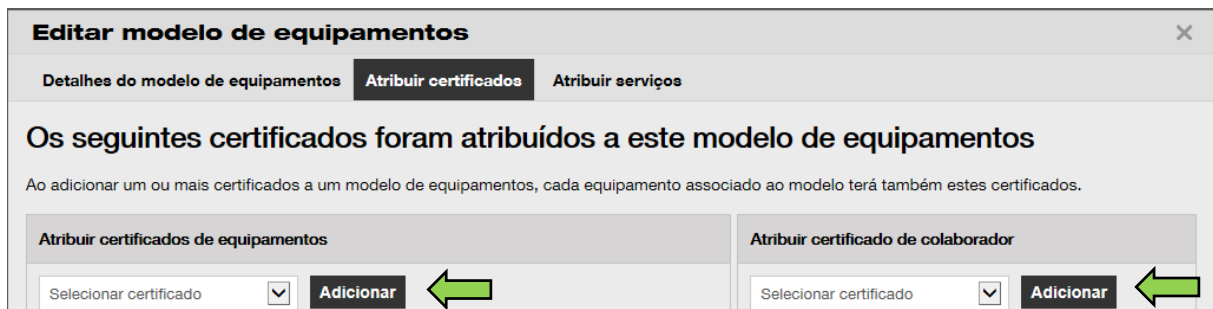 Editar modelo de equipamentos
Detalhes do modelo de equipamentos Atribuir certificados Atribuir serviços
Os seguintes certificados foram atribuídos a este modelo de equipamentos
Ao adicionar um ou mais certificados a um modelo de equipamentos, cada equipamento associado ao modelo terá também estes certificados.
Atribuir certificados de equipamentos
Selecionar certificado Adicionar
Atribuir certificado de colaborador
Selecionar certificado Adicionar